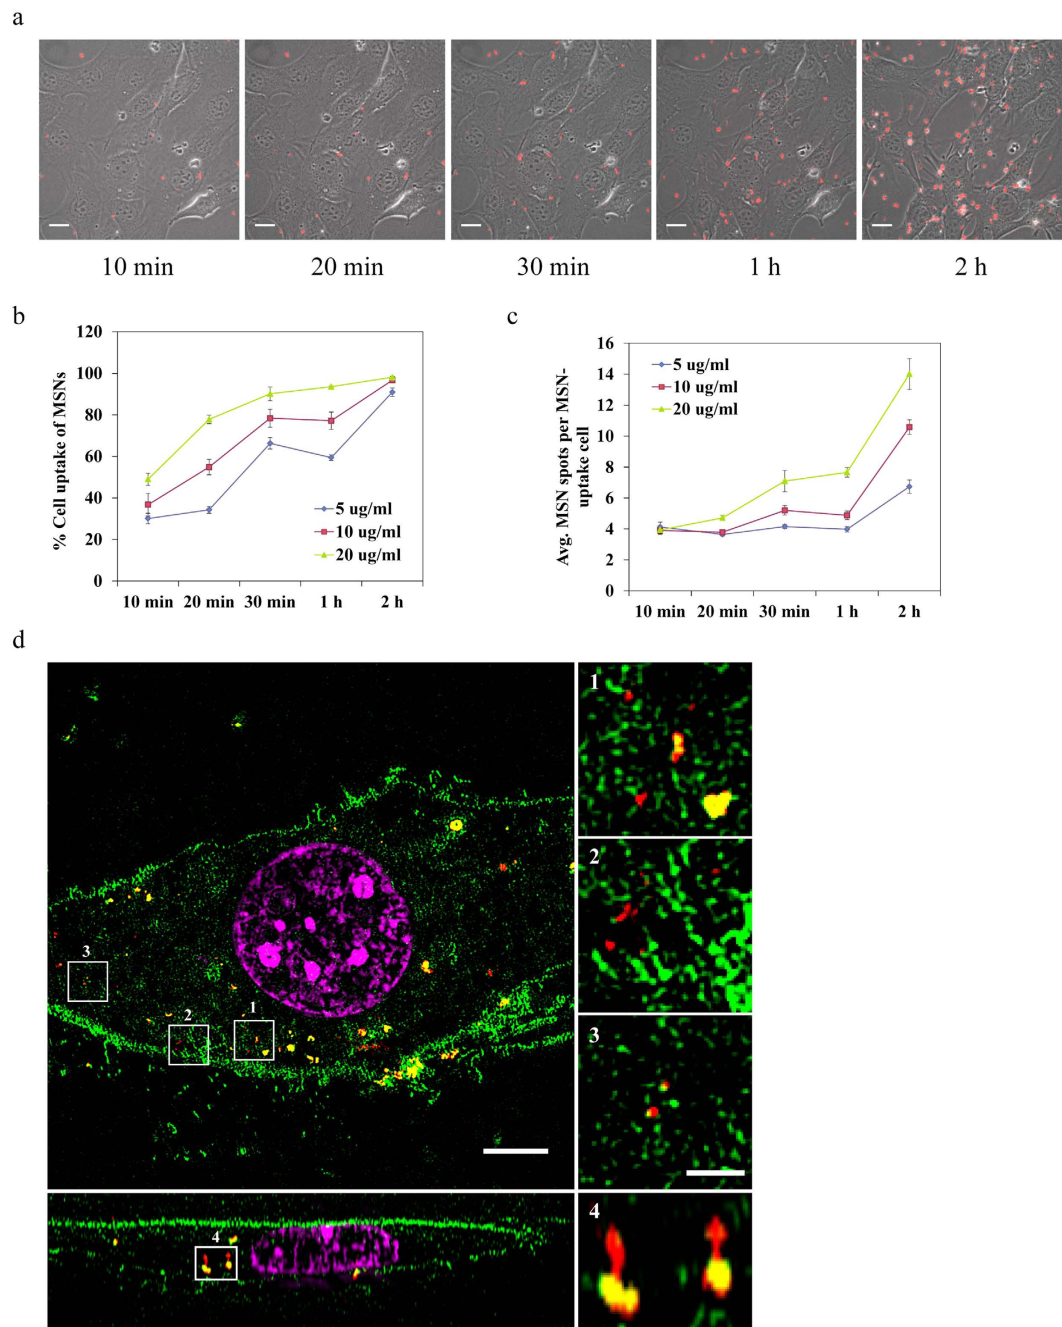 a
10 min 20 min 30 min 1 h 2 h
b
% Cell uptake of MSNs
120
100
80
60
40
20
0
5 ug/ml
10 ug/ml
20 ug/ml
10 min 20 min 30 min 1 h 2 h
c
Avg. MSN spots per MSN-
uptake cell
16
14
12
10
8
6
4
2
0
5 ug/ml
10 ug/ml
20 ug/ml
10 min 20 min 30 min 1 h 2 h
d
3
2
1
4
1
2
3
4